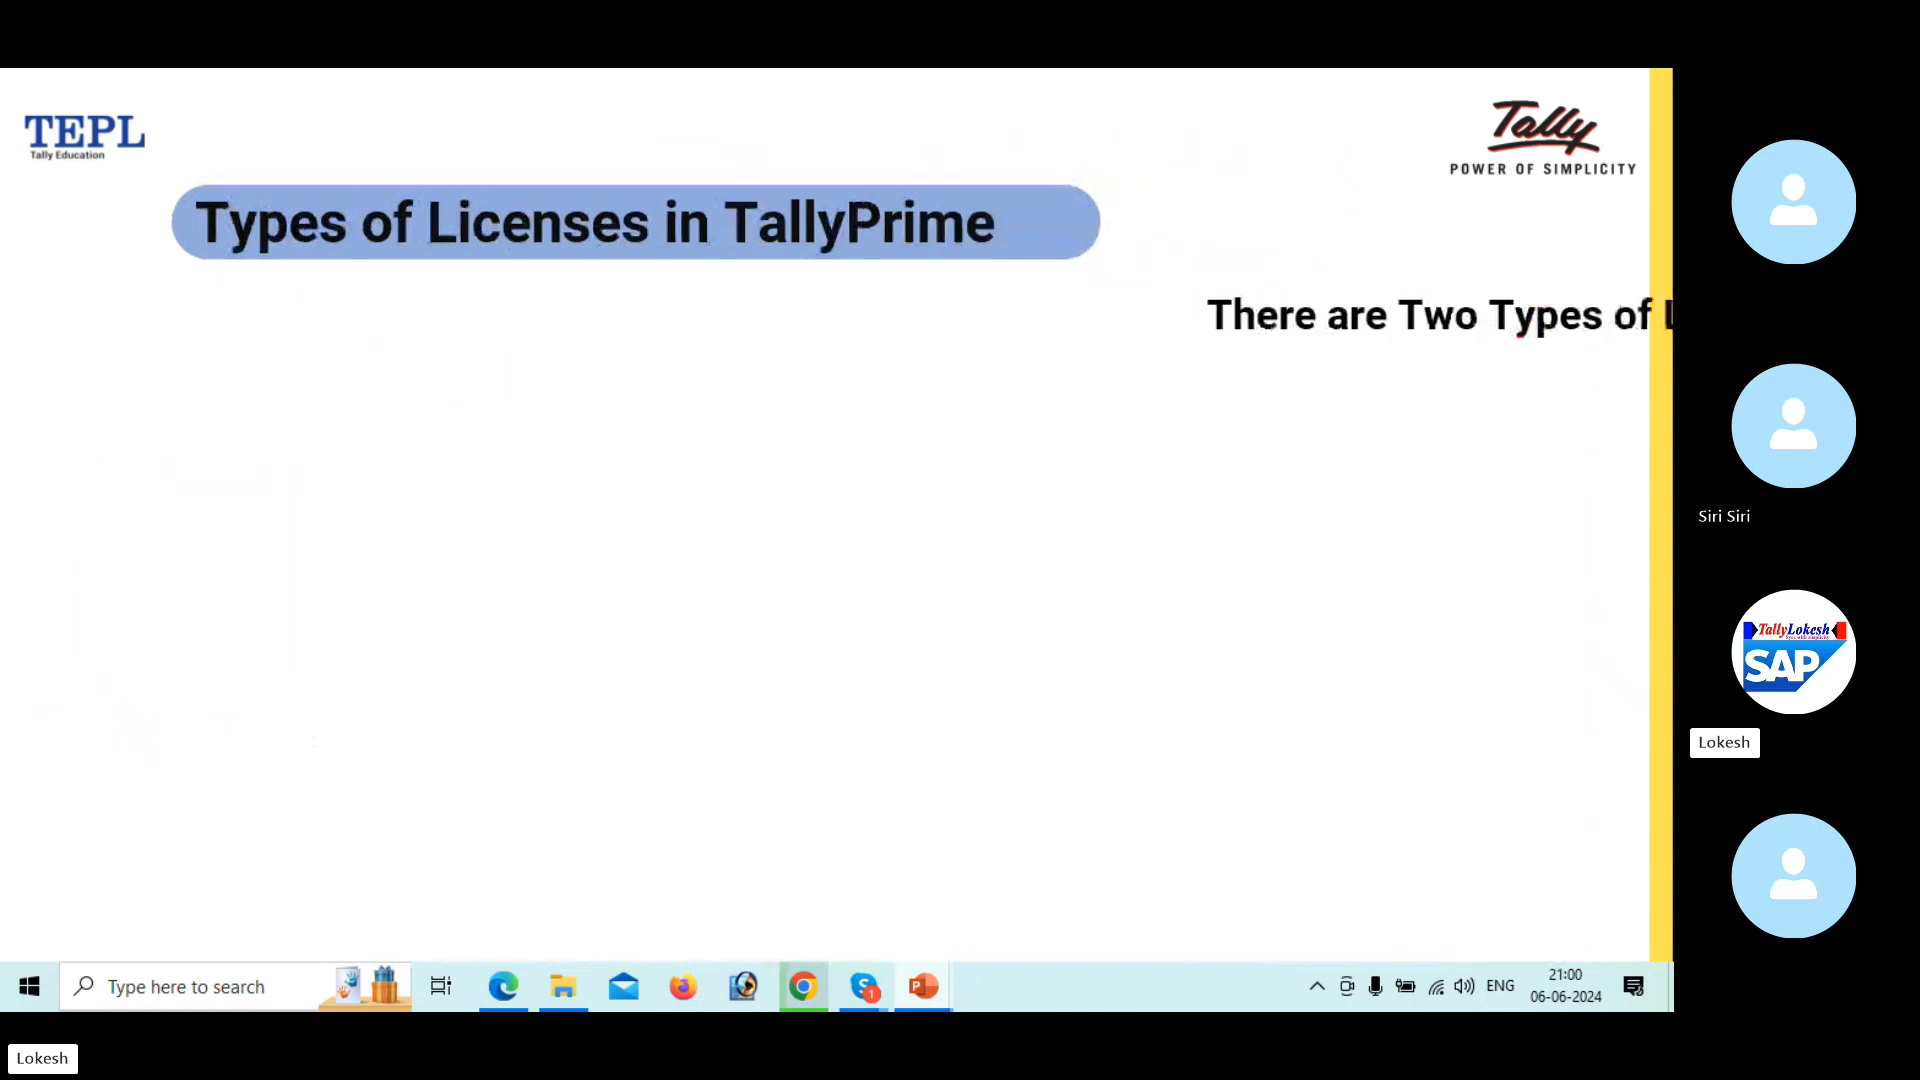 TEPL
Tally Education
Tally
POWER OF SIMPLICITY
Types of Licenses in TallyPrime
There are Two Types of L
Siri Siri
TallyLokesh
SAP
Lokesh
Type here to search
1
ENG
21:00
06-06-2024
Lokesh